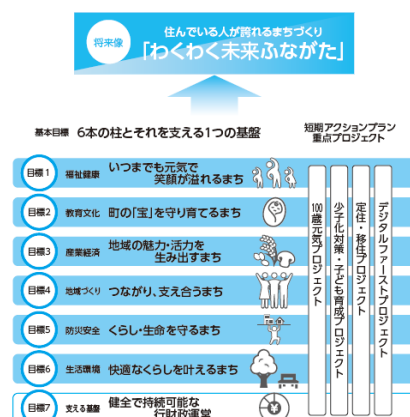 将来像
住んでいる人が誇れるまちづくり
「わくわく未来ふながた」
基本目標 6本の柱とそれを支える1つの基盤
短期アクションプラン
重点プロジェクト
目標1 福祉健康 いつまでも元気で
笑顔が溢れるまち
目標2 教育文化 町の「宝」を守り育てるまち
目標3 産業経済 地域の魅力・活力を
生み出すまち
目標4 地域づくり つながり、支え合うまち
目標5 防災安全 くらし・生命を守るまち
目標6 生活環境 快適なくらしを叶えるまち
目標7 支える基盤 健全で持続可能な
行財政運営
100歳元気プロジェクト
少子化対策・子ども育成プロジェクト
定住・移住プロジェクト
デジタルファーストプロジェクト